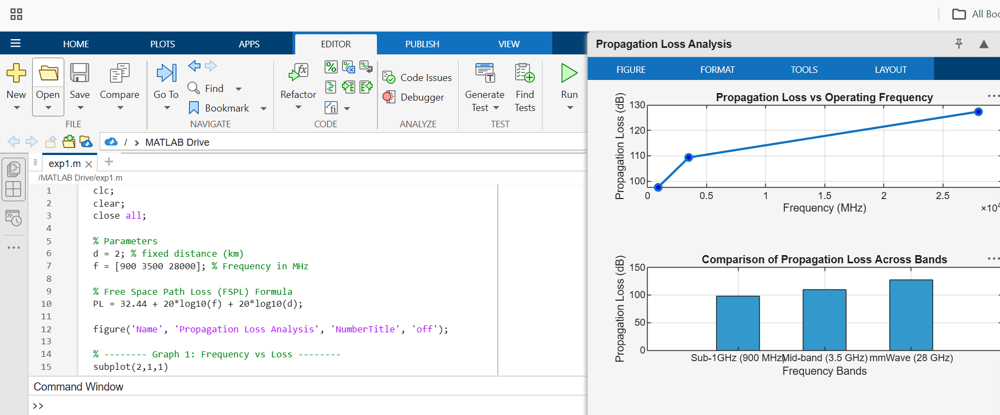 All Boo
HOME PLOTS APPS EDITOR PUBLISH VIEW
New Open Save Compare Go To Find Bookmark Refactor Code Issues Debugger Generate Test Find Tests Run
FILE NAVIGATE CODE ANALYZE TEST
/ > MATLAB Drive
exp1.m
/MATLAB Drive/exp1.m
1 clc;
2 clear;
3 close all;
4
5 % Parameters
6 d = 2; % fixed distance (km)
7 f = [900 3500 28000]; % Frequency in MHz
8
9 % Free Space Path Loss (FSPL) Formula
10 PL = 32.44 + 20*log10(f) + 20*log10(d);
11
12 figure('Name', 'Propagation Loss Analysis', 'NumberTitle', 'off');
13
14 % -------- Graph 1: Frequency vs Loss --------
15 subplot(2,1,1)
Command Window
>>
Propagation Loss Analysis
FIGURE FORMAT TOOLS LAYOUT
Propagation Loss vs Operating Frequency
Propagation Loss (dB)
130
120
110
100
0 0.5 1 1.5 2 2.5
Frequency (MHz)
×10⁴
Comparison of Propagation Loss Across Bands
Propagation Loss (dB)
150
100
50
0
Sub-1GHz (900 MHz) Mid-band (3.5 GHz) mmWave (28 GHz)
Frequency Bands